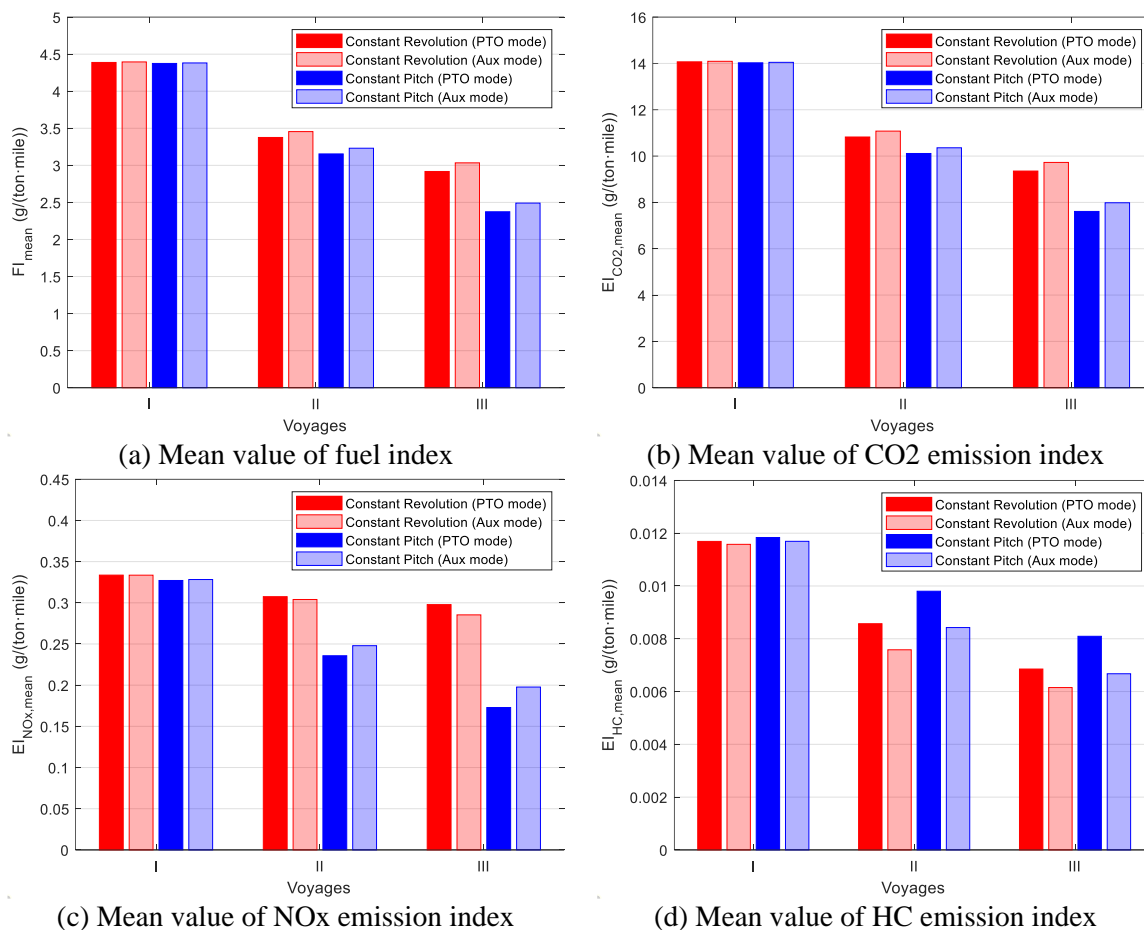 5
4.5
4
3.5
3
2.5
2
1.5
1
0.5
0
FI_mean (g/(ton·mile))
Constant Revolution (PTO mode)
Constant Revolution (Aux mode)
Constant Pitch (PTO mode)
Constant Pitch (Aux mode)
I II III
Voyages
(a) Mean value of fuel index
16
14
12
10
8
6
4
2
0
EI_CO2,mean (g/(ton·mile))
Constant Revolution (PTO mode)
Constant Revolution (Aux mode)
Constant Pitch (PTO mode)
Constant Pitch (Aux mode)
I II III
Voyages
(b) Mean value of CO2 emission index
0.45
0.4
0.35
0.3
0.25
0.2
0.15
0.1
0.05
0
EI_NOx,mean (g/(ton·mile))
Constant Revolution (PTO mode)
Constant Revolution (Aux mode)
Constant Pitch (PTO mode)
Constant Pitch (Aux mode)
I II III
Voyages
(c) Mean value of NOx emission index
0.014
0.012
0.01
0.008
0.006
0.004
0.002
0
EI_HC,mean (g/(ton·mile))
Constant Revolution (PTO mode)
Constant Revolution (Aux mode)
Constant Pitch (PTO mode)
Constant Pitch (Aux mode)
I II III
Voyages
(d) Mean value of HC emission index